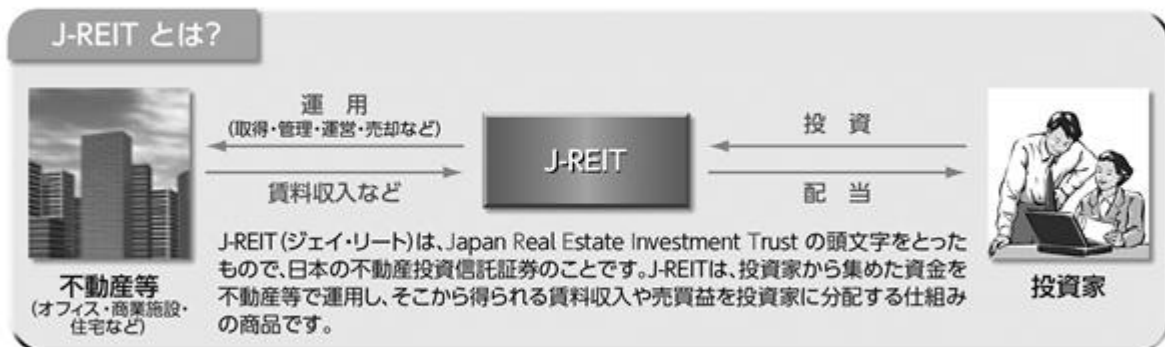 J-REIT とは?
運 用
(取得・管理・運営・売却など)
賃料収入など
J-REIT
投 資
配 当
不動産等
(オフィス・商業施設・
住宅など)
J-REIT(ジェイ・リート)は、Japan Real Estate Investment Trust の頭文字をとった
もので、日本の不動産投資信託証券のことです。J-REITは、投資家から集めた資金を
不動産等で運用し、そこから得られる賃料収入や売買益を投資家に分配する仕組み
の商品です。
投資家